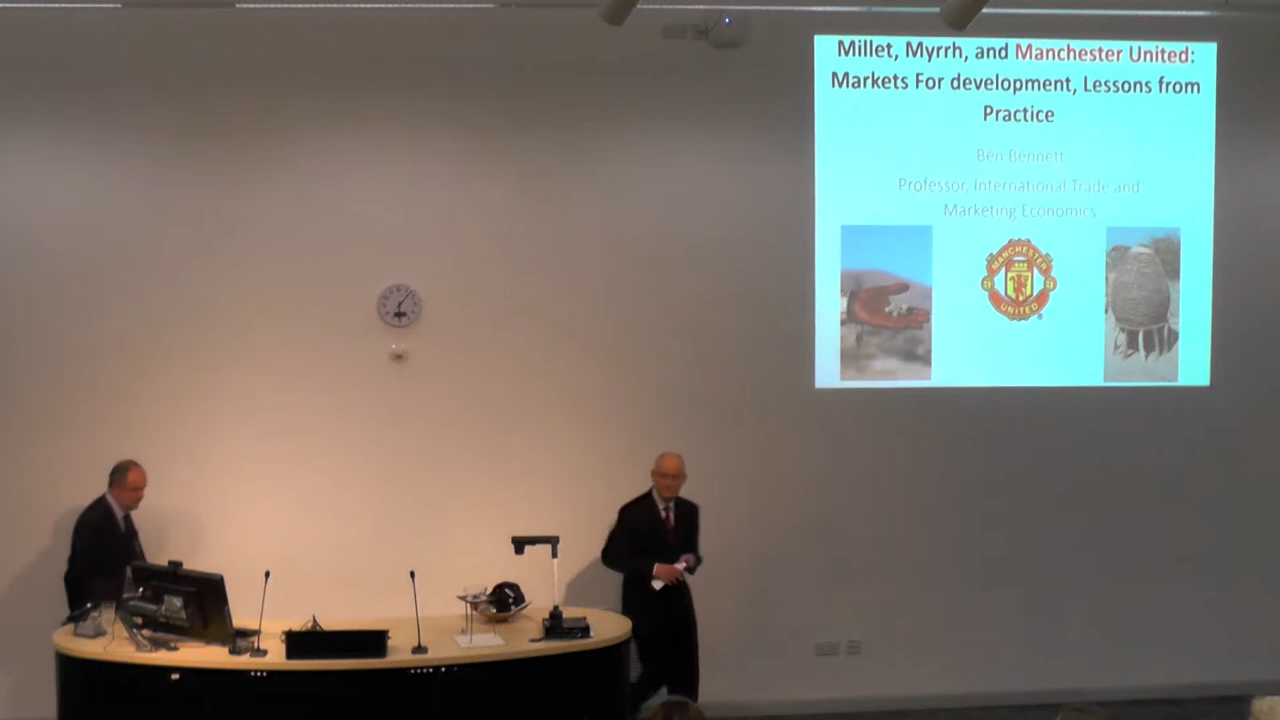 Millet, Myrrh, and Manchester United:
Markets For development, Lessons from
Practice
Ben Bennett
Professor, International Trade and
Marketing Economics
MANCHESTER
UNITED